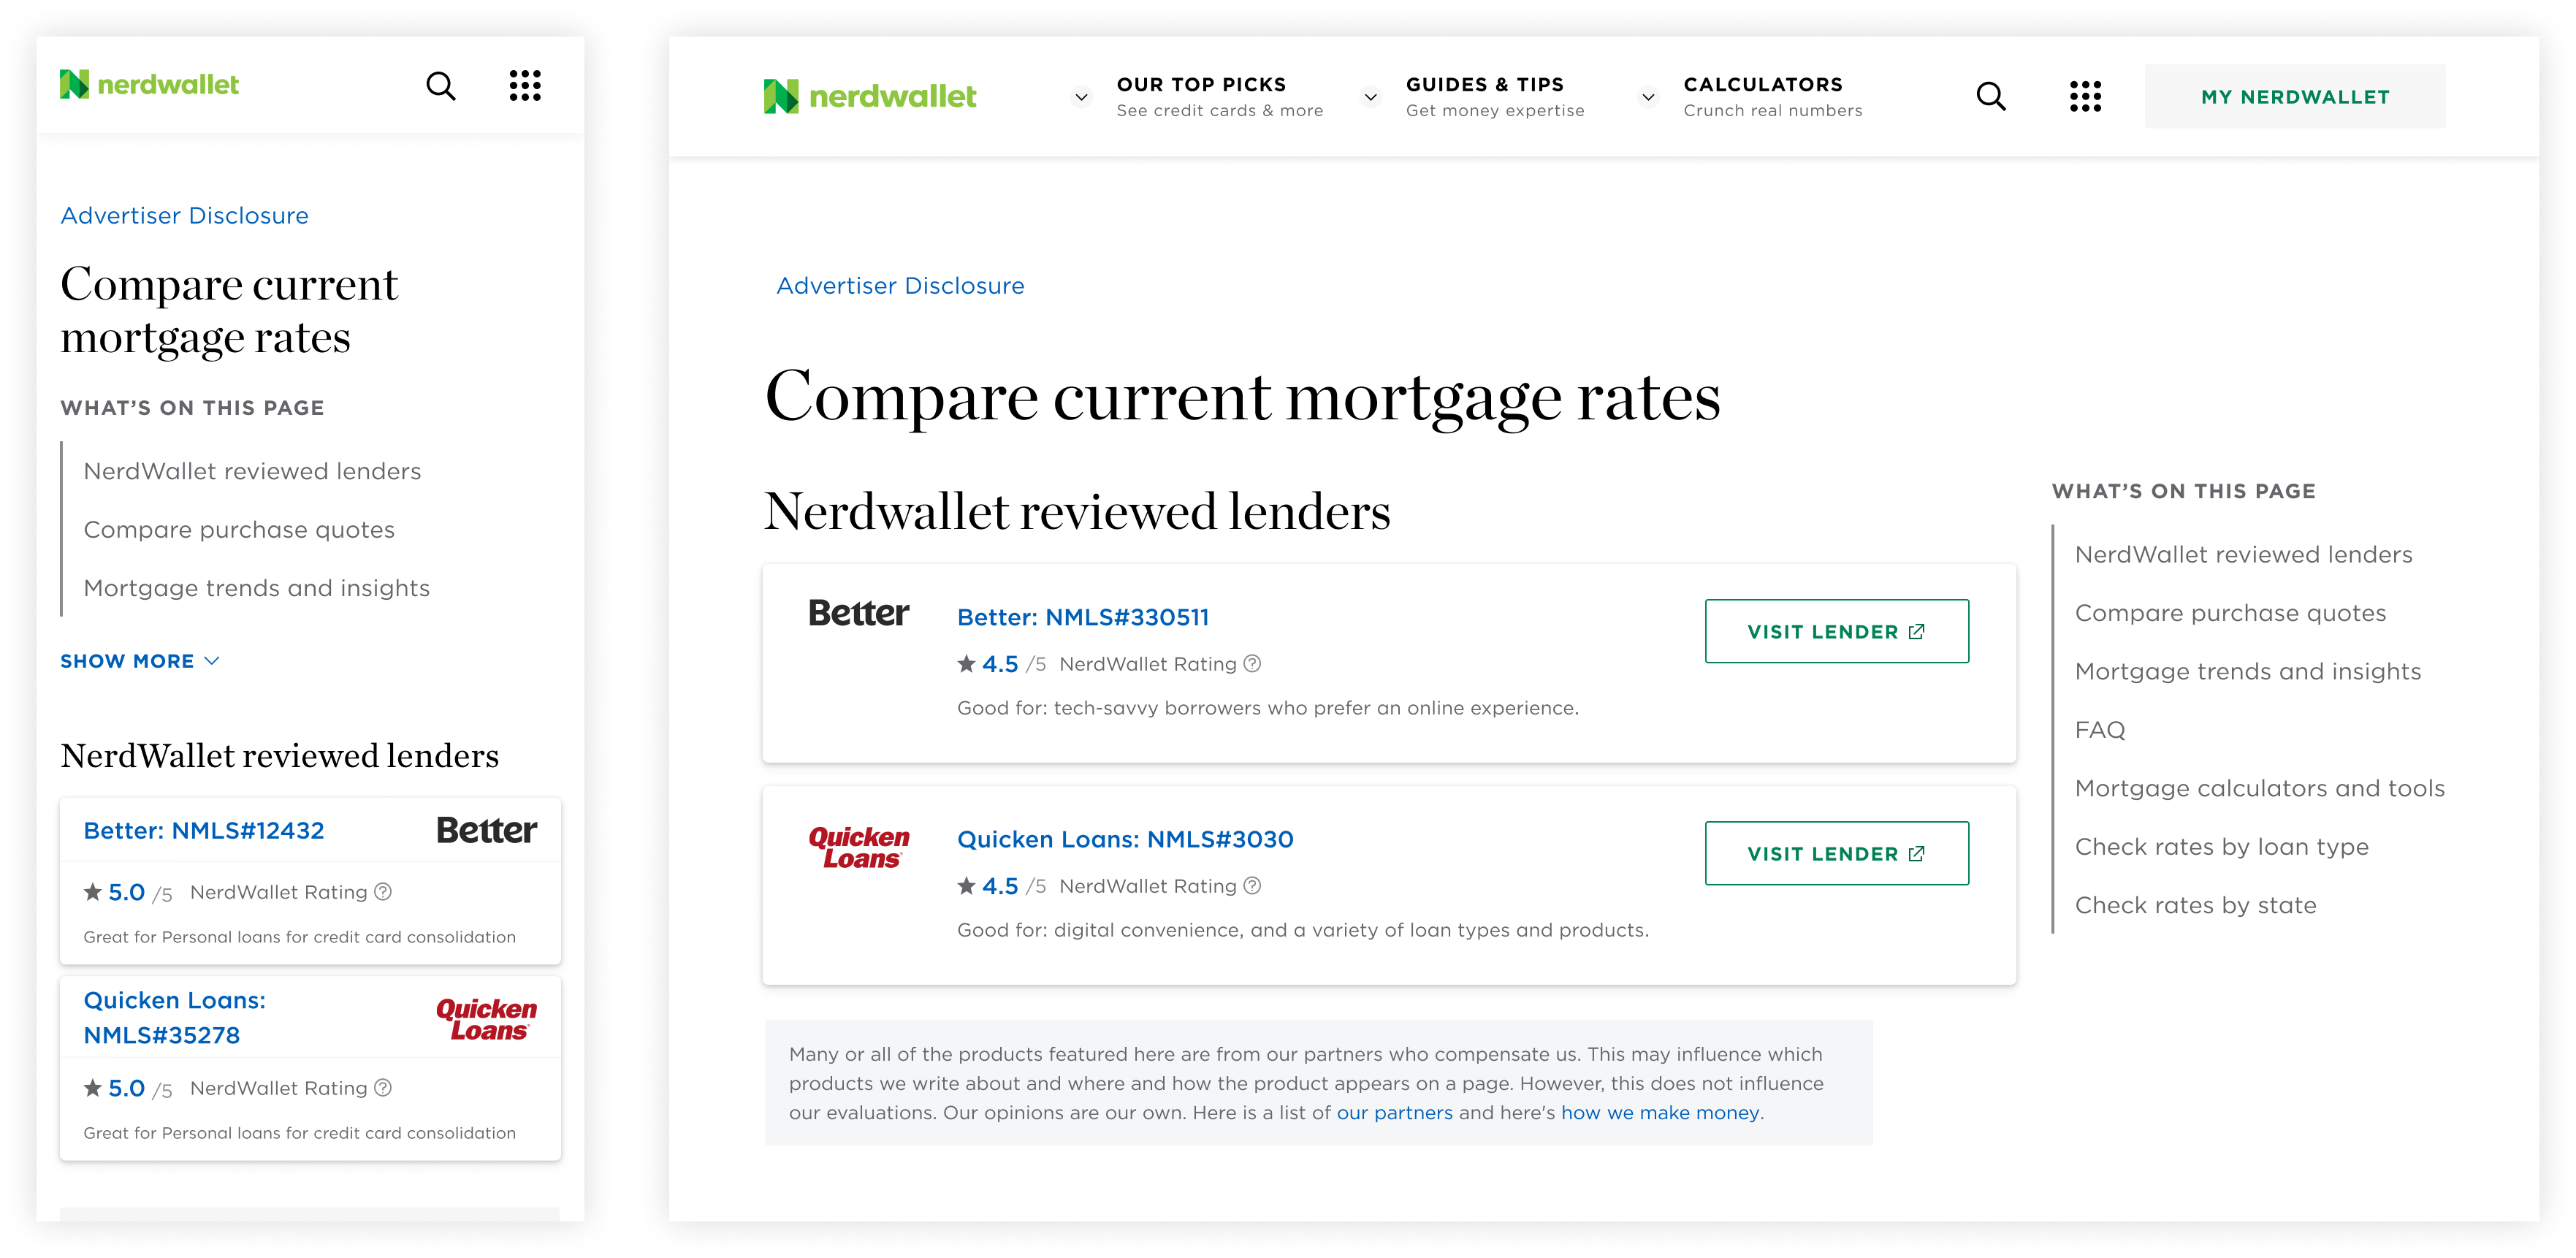 nerdwallet
Advertiser Disclosure
Compare current
mortgage rates
WHAT’S ON THIS PAGE
NerdWallet reviewed lenders
Compare purchase quotes
Mortgage trends and insights
SHOW MORE
NerdWallet reviewed lenders
Better: NMLS#12432
Better
5.0 /5 NerdWallet Rating ?
Great for Personal loans for credit card consolidation
Quicken Loans:
NMLS#35278
Quicken
Loans
5.0 /5 NerdWallet Rating ?
Great for Personal loans for credit card consolidation
nerdwallet
OUR TOP PICKS
See credit cards & more
GUIDES & TIPS
Get money expertise
CALCULATORS
Crunch real numbers
MY NERDWALLET
Advertiser Disclosure
Compare current mortgage rates
Nerdwallet reviewed lenders
Better
Better: NMLS#330511
4.5 /5 NerdWallet Rating ?
Good for: tech-savvy borrowers who prefer an online experience.
VISIT LENDER
Quicken
Loans
Quicken Loans: NMLS#3030
4.5 /5 NerdWallet Rating ?
Good for: digital convenience, and a variety of loan types and products.
VISIT LENDER
Many or all of the products featured here are from our partners who compensate us. This may influence which
products we write about and where and how the product appears on a page. However, this does not influence
our evaluations. Our opinions are our own. Here is a list of our partners and here's how we make money.
WHAT’S ON THIS PAGE
NerdWallet reviewed lenders
Compare purchase quotes
Mortgage trends and insights
FAQ
Mortgage calculators and tools
Check rates by loan type
Check rates by state